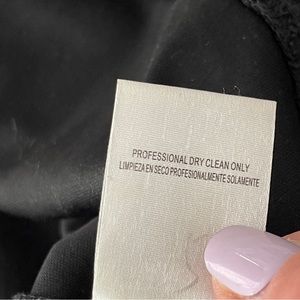 PROFESSIONAL DRY CLEAN ONLY
LIMPIEZA EN SECO PROFESIONALMENTE SOLAMENTE